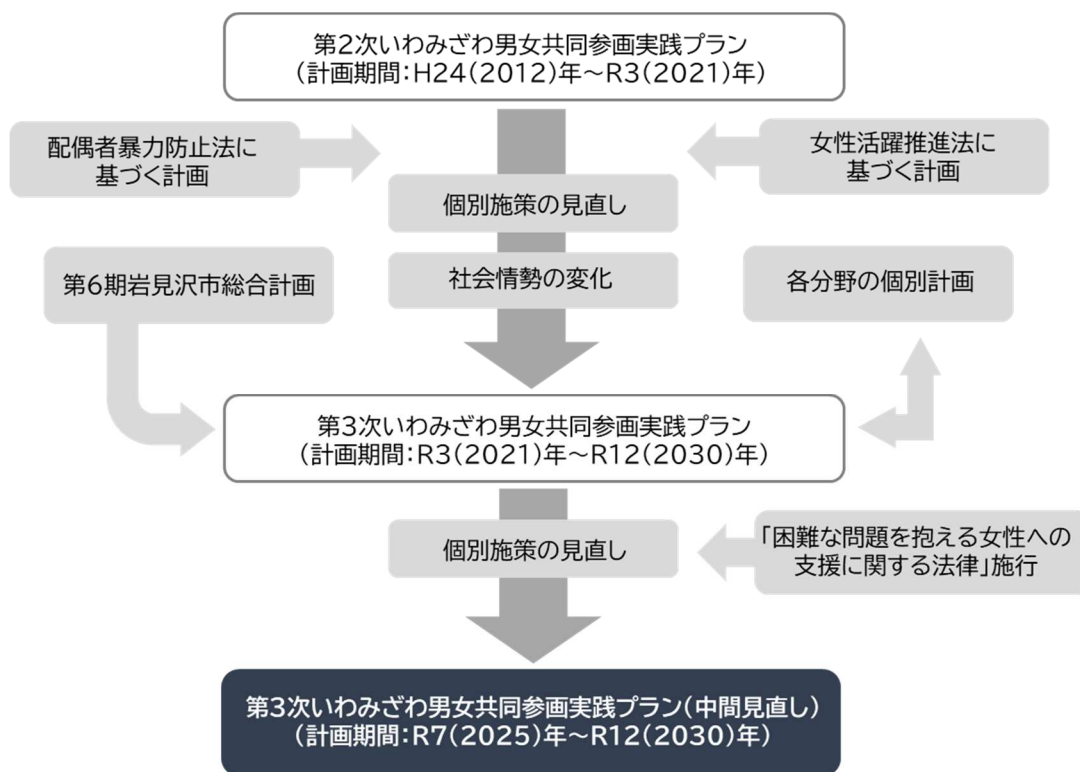 第2次いわみざわ男女共同参画実践プラン
（計画期間：H24（2012）年～R3（2021）年）
配偶者暴力防止法に
基づく計画
女性活躍推進法に
基づく計画
個別施策の見直し
第6期岩見沢市総合計画
社会情勢の変化
各分野の個別計画
第3次いわみざわ男女共同参画実践プラン
（計画期間：R3（2021）年～R12（2030）年）
個別施策の見直し
「困難な問題を抱える女性への
支援に関する法律」施行
第3次いわみざわ男女共同参画実践プラン（中間見直し）
（計画期間：R7（2025）年～R12（2030）年）